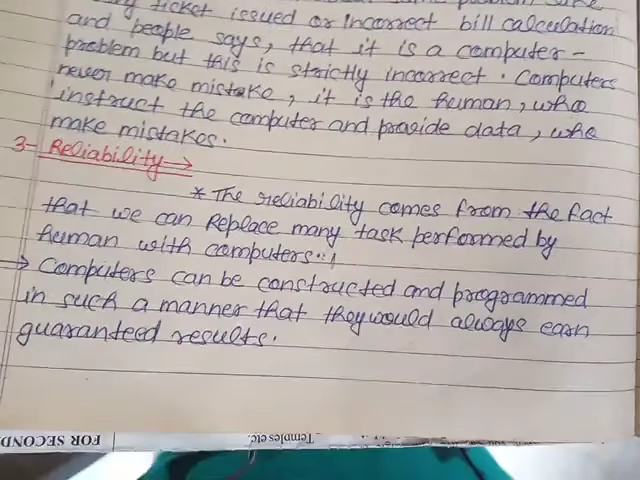 ticket issued or incorrect bill calculation
and people says, that it is a computer-
problem but this is strictly incorrect. Computers
never make mistake, it is the human, who
instruct the computer and provide data, who
make mistakes.
3- Reliability →
* The reliability comes from the fact
that we can Replace many task performed by
human with computers.
→ Computers can be constructed and programmed
in such a manner that they would always earn
guaranteed results.
Temples etc.
FOR SECOND